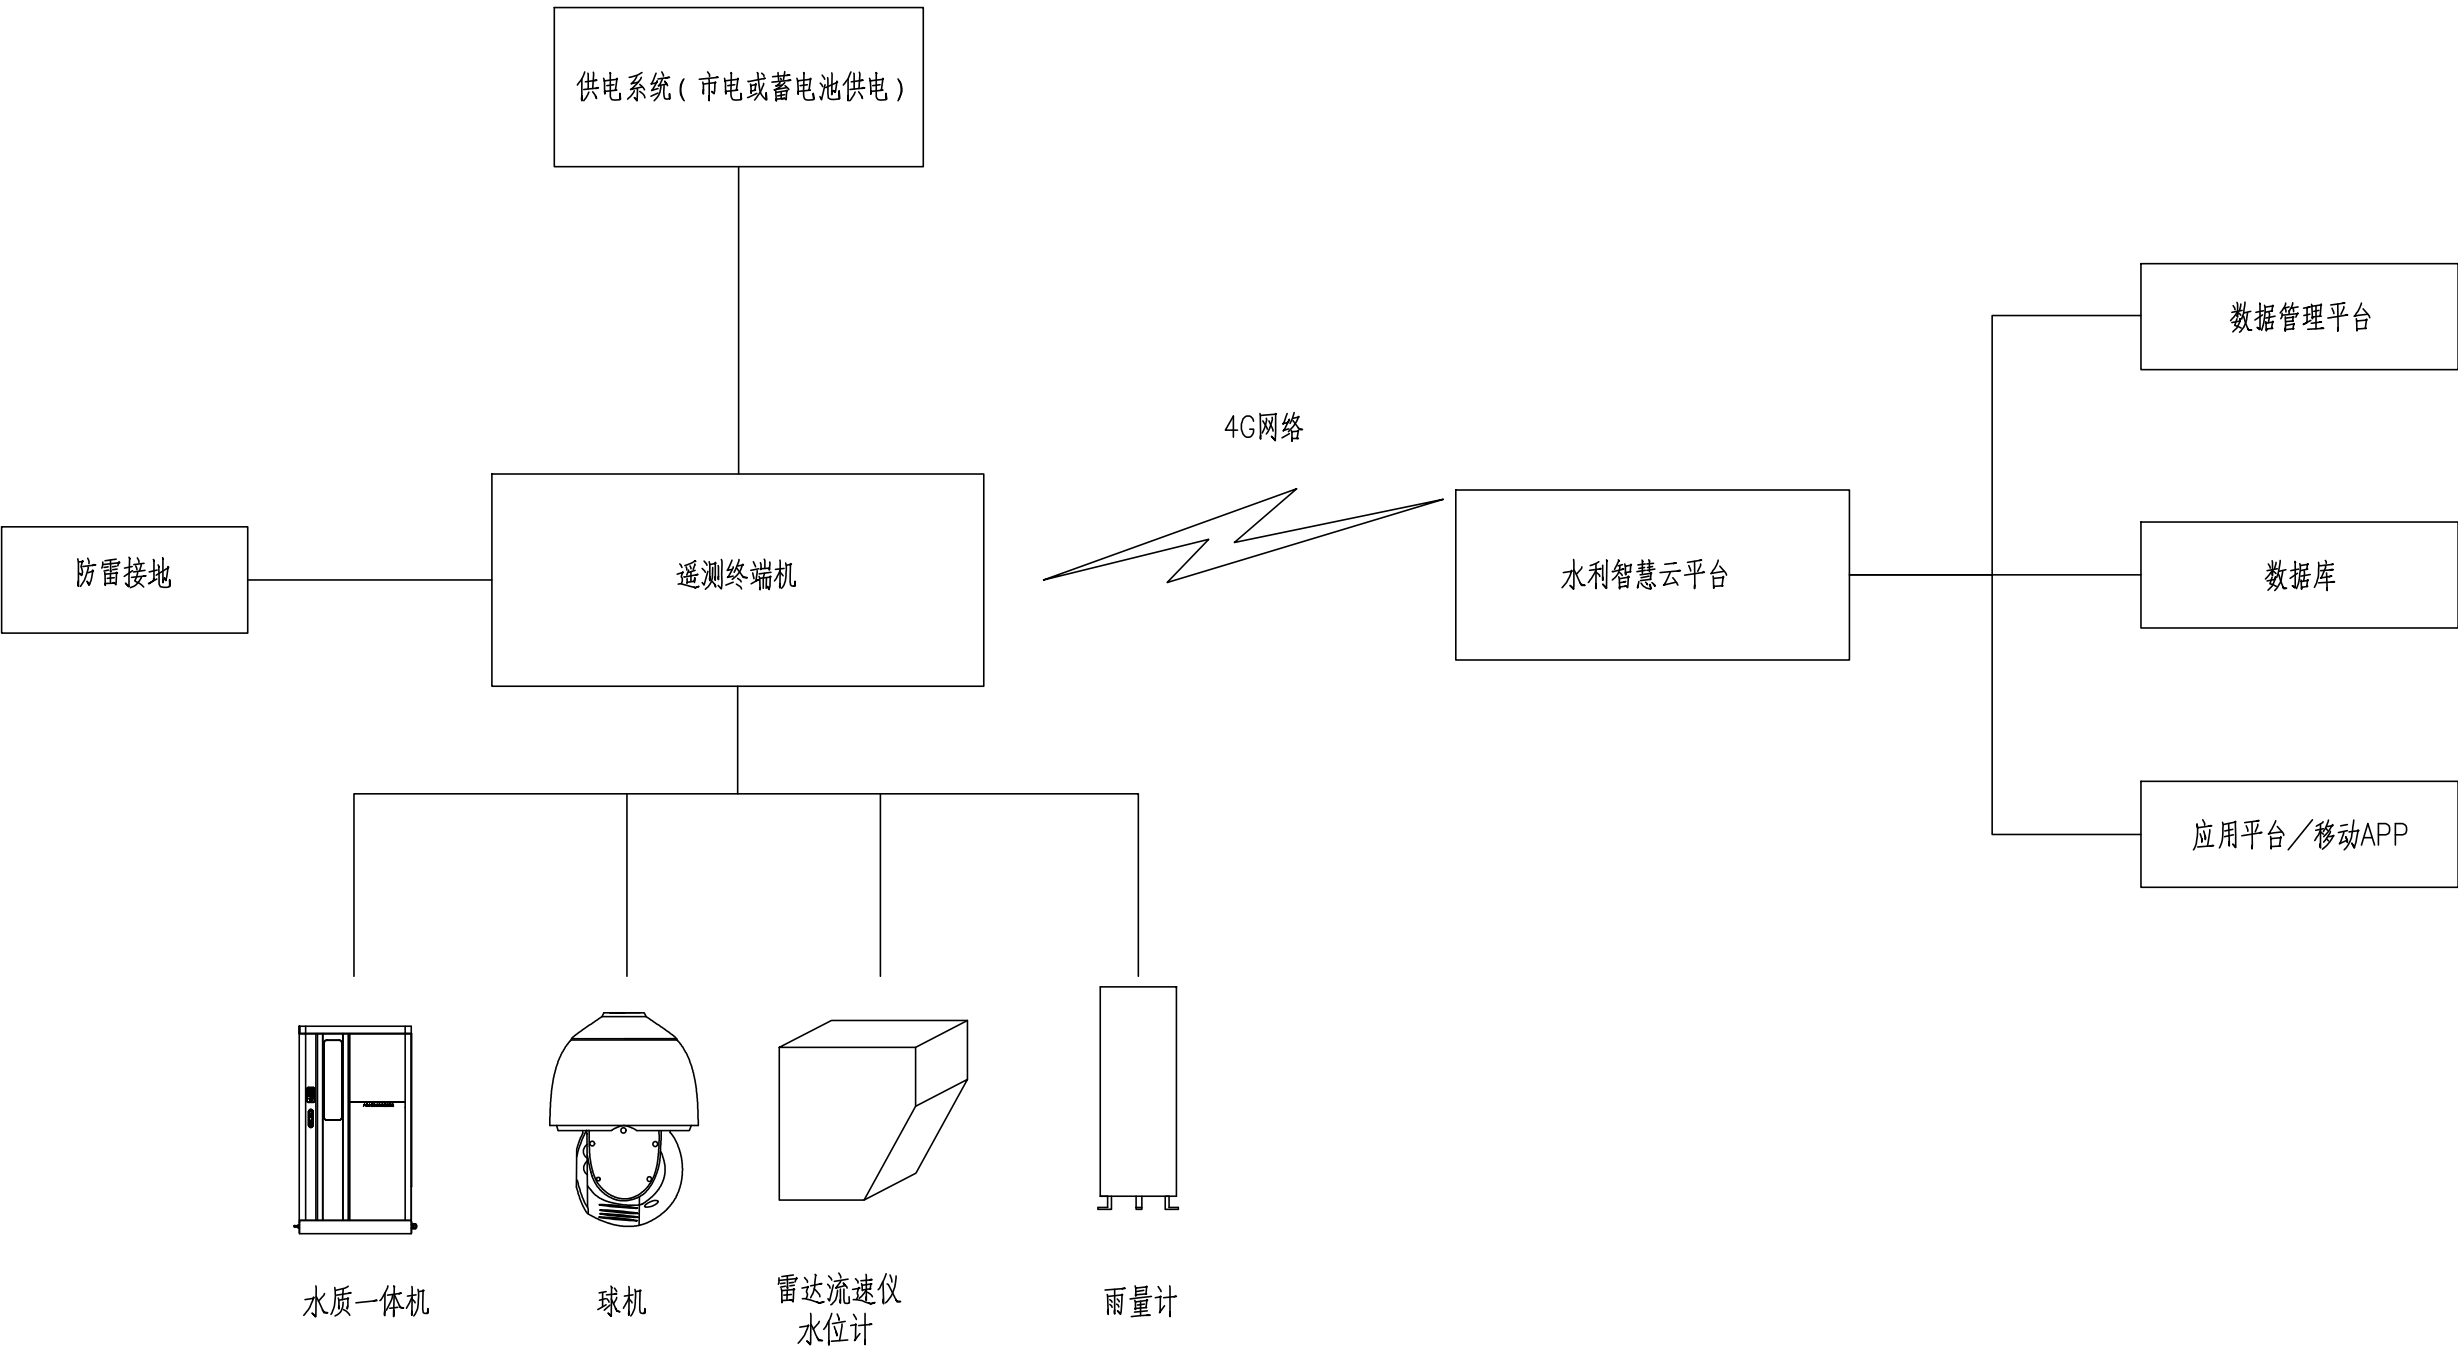 供电系统(市电或蓄电池供电)
数据管理平台
4G网络
防雷接地
遥测终端机
水利智慧云平台
数据库
应用平台/移动APP
水质一体机
球机
雷达流速仪
水位计
雨量计